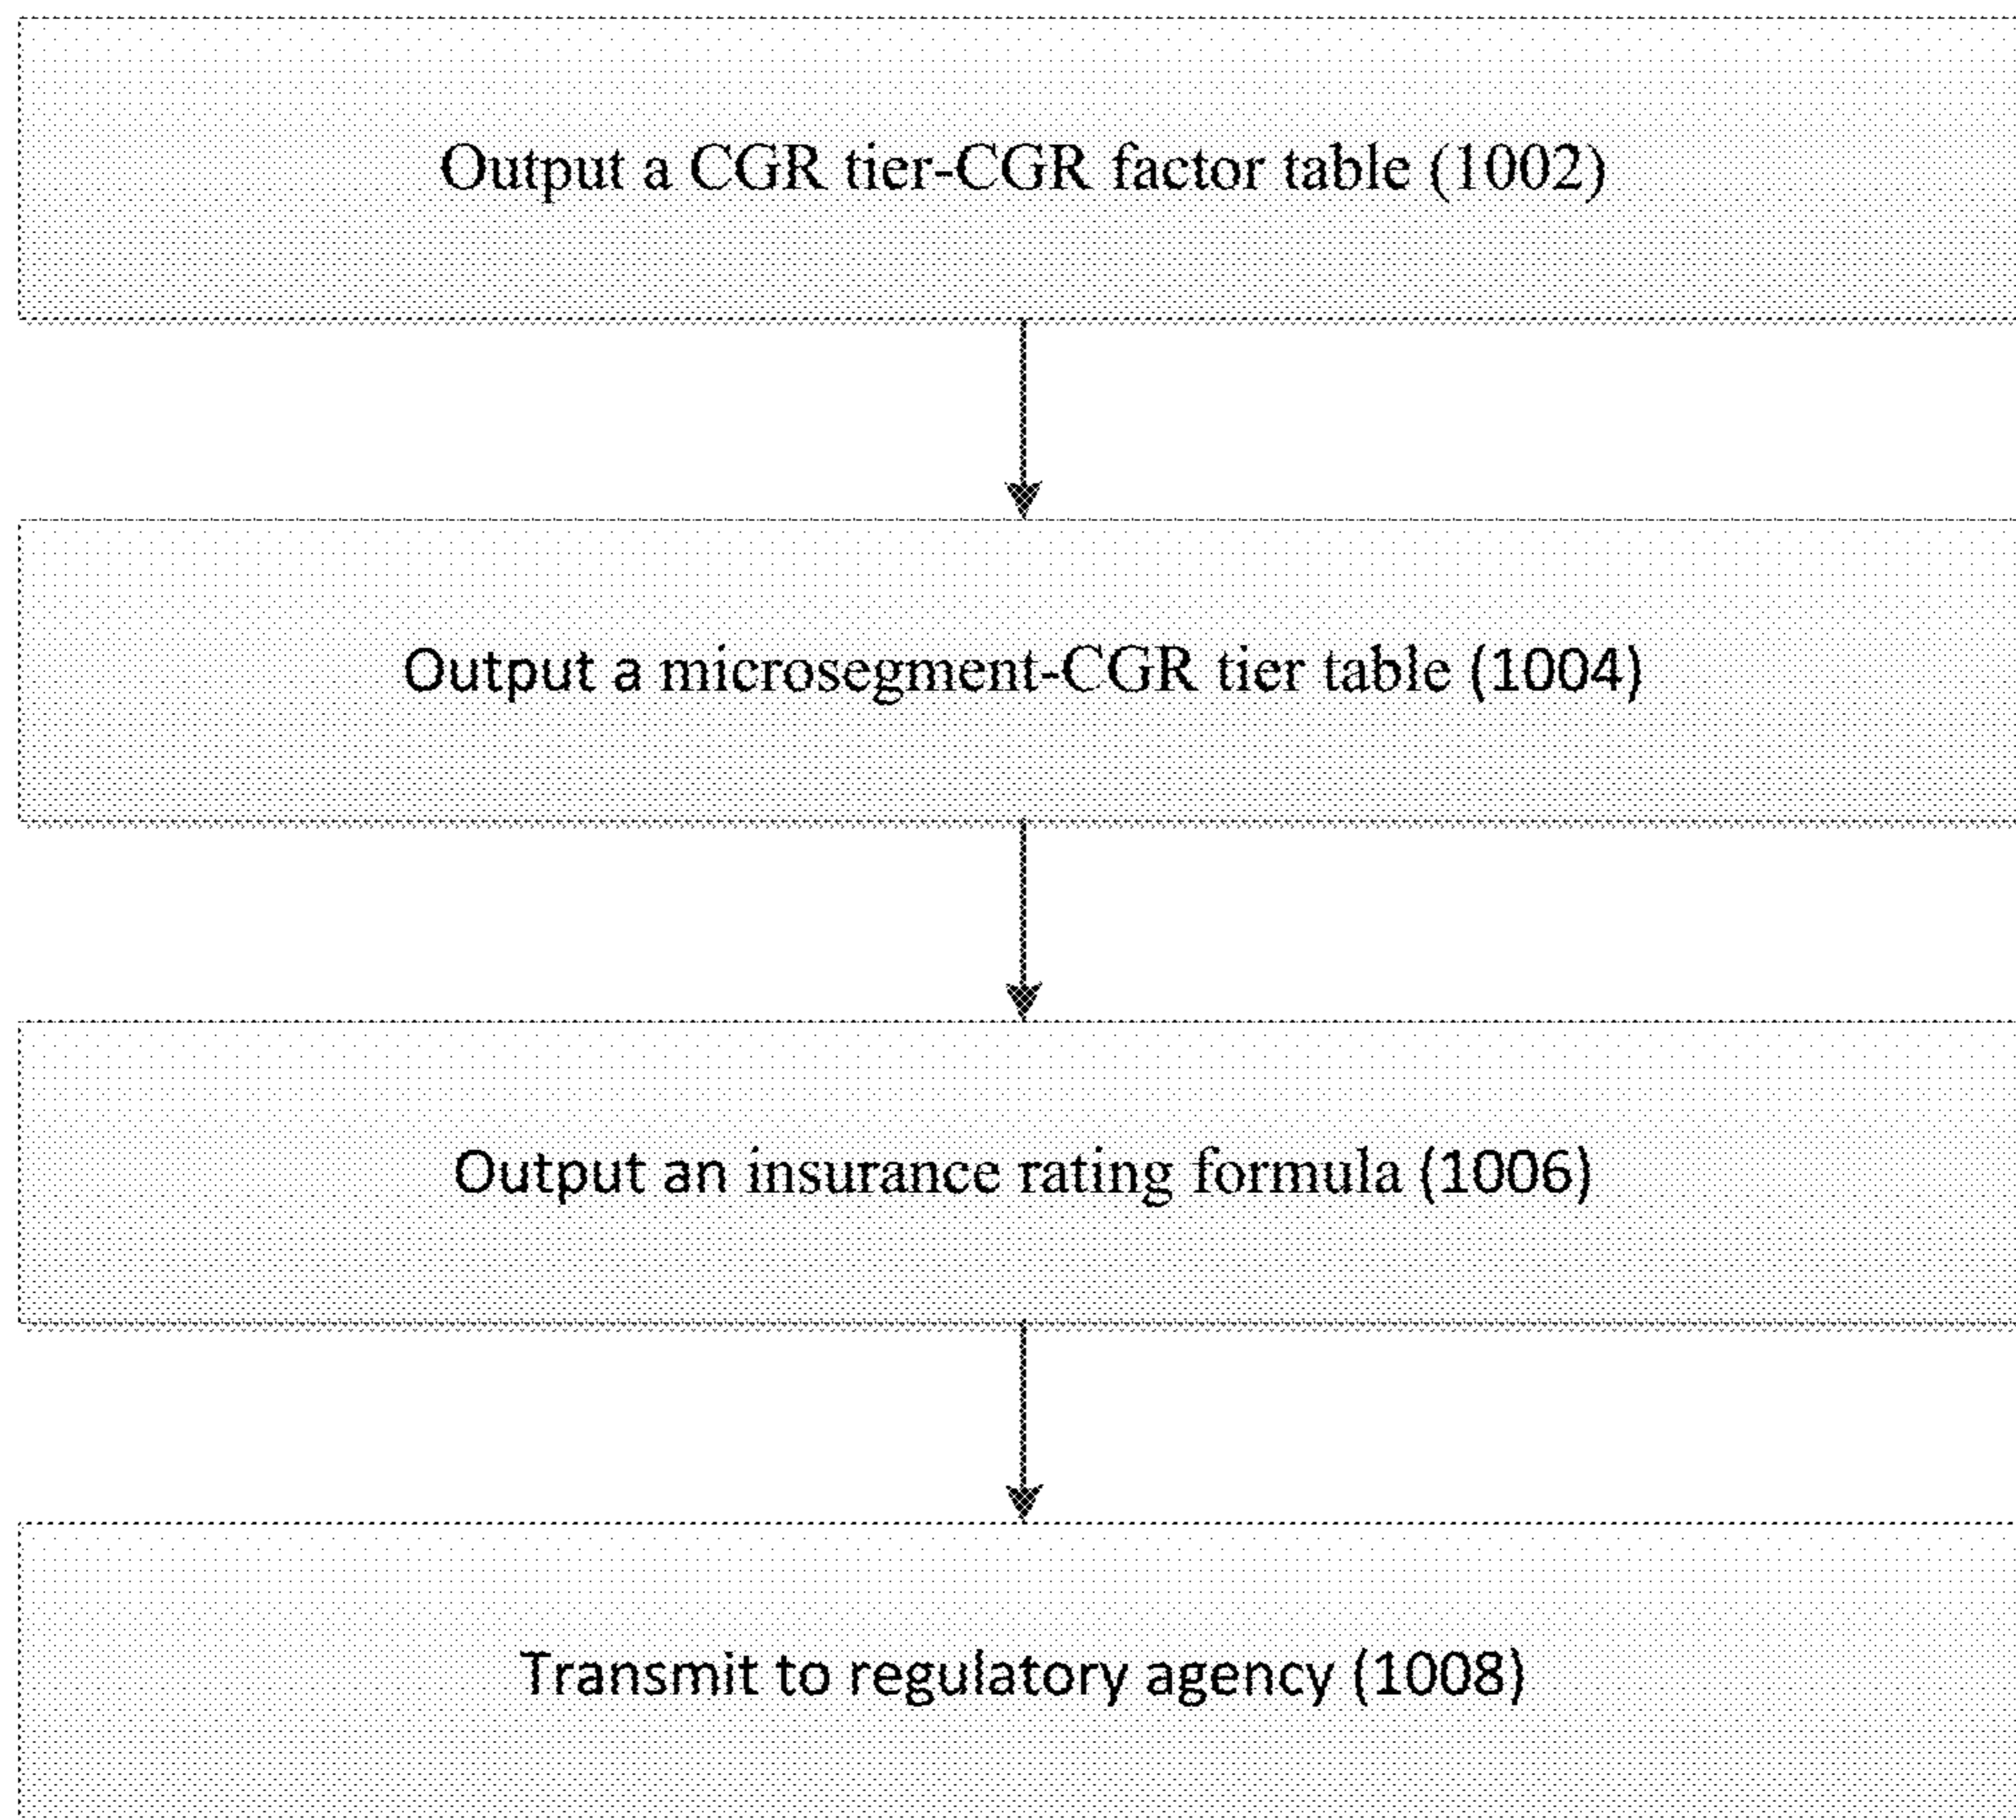 Output a CGR tier-CGR factor table (1002)
Output a microsegment-CGR tier table (1004)
Output an insurance rating formula (1006)
Transmit to regulatory agency (1008)